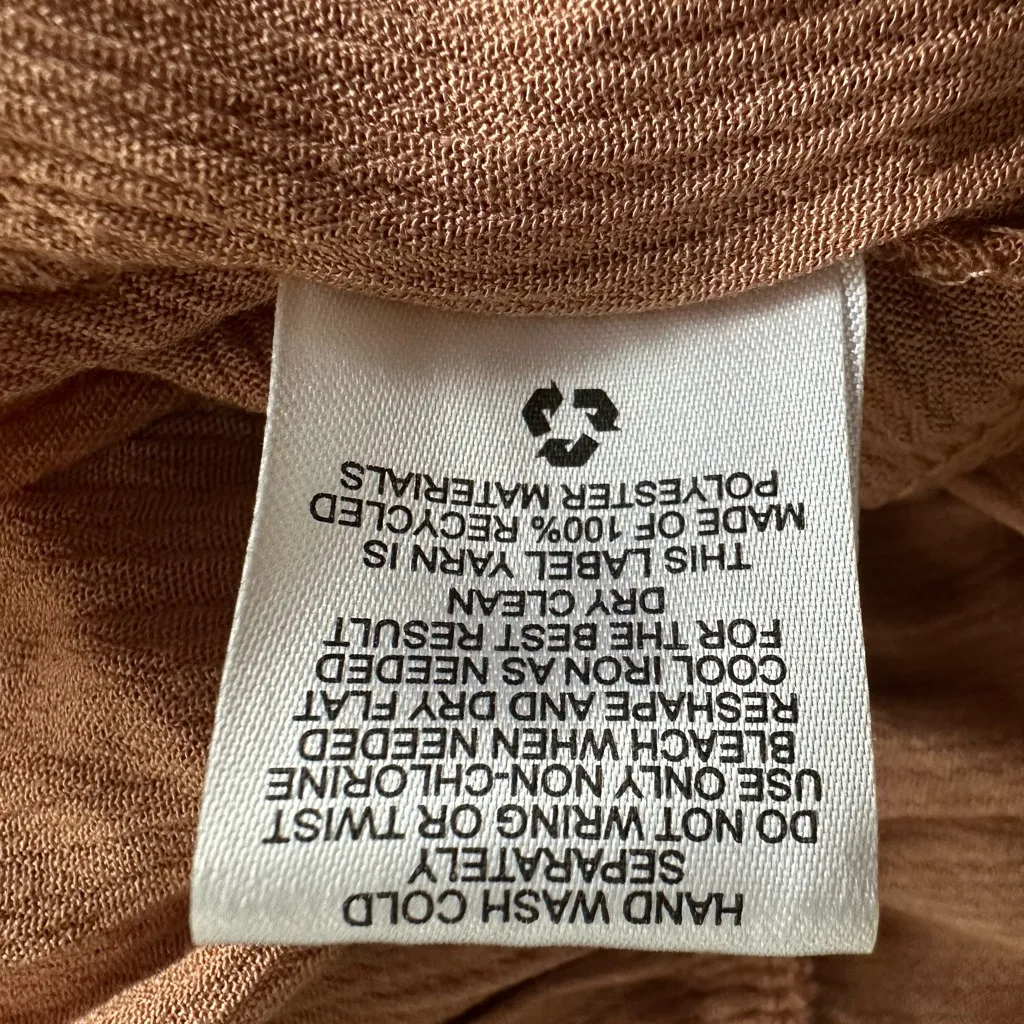 HAND WASH COLD
SEPARATELY
DO NOT WRING OR TWIST
USE ONLY NON-CHLORINE
BLEACH WHEN NEEDED
RESHAPE AND DRY FLAT
COOL IRON AS NEEDED
FOR THE BEST RESULT
DRY CLEAN
THIS LABEL YARN IS
MADE OF 100% RECYCLED
POLYESTER MATERIALS